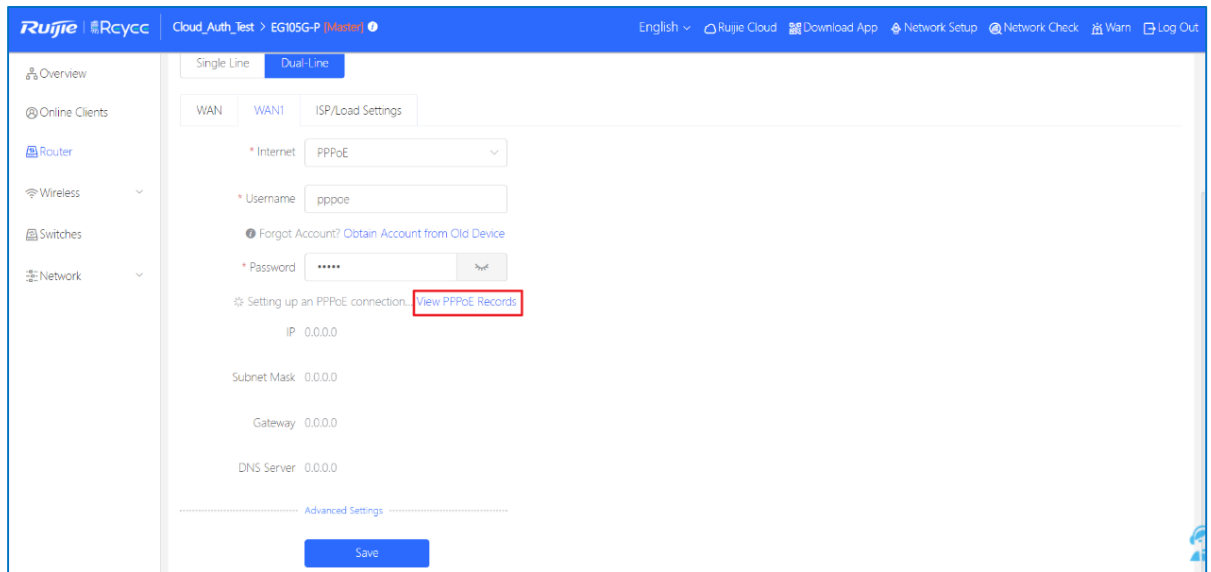 Ruijie Rcycc Cloud_Auth_Test > EG105G-P [Master] English Ruijie Cloud Download App Network Setup Network Check Warn Log Out
Overview
Online Clients
Router
Wireless
Switches
Network
Single Line Dual-Line
WAN WAN1 ISP/Load Settings
* Internet PPPoE
* Username pppoe
Forgot Account? Obtain Account from Old Device
* Password •••••
Setting up an PPPoE connection... View PPPoE Records
IP 0.0.0.0
Subnet Mask 0.0.0.0
Gateway 0.0.0.0
DNS Server 0.0.0.0
Advanced Settings
Save